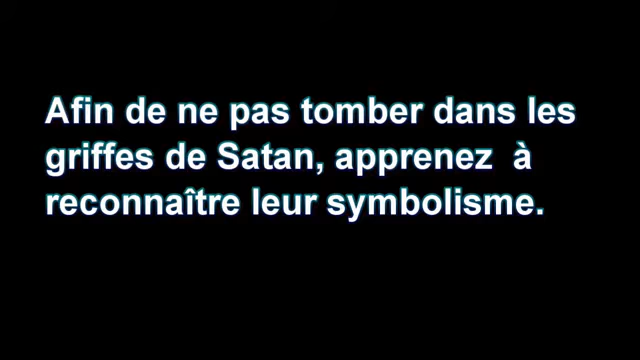 Afin de ne pas tomber dans les
griffes de Satan, apprenez  à
reconnaître leur symbolisme.